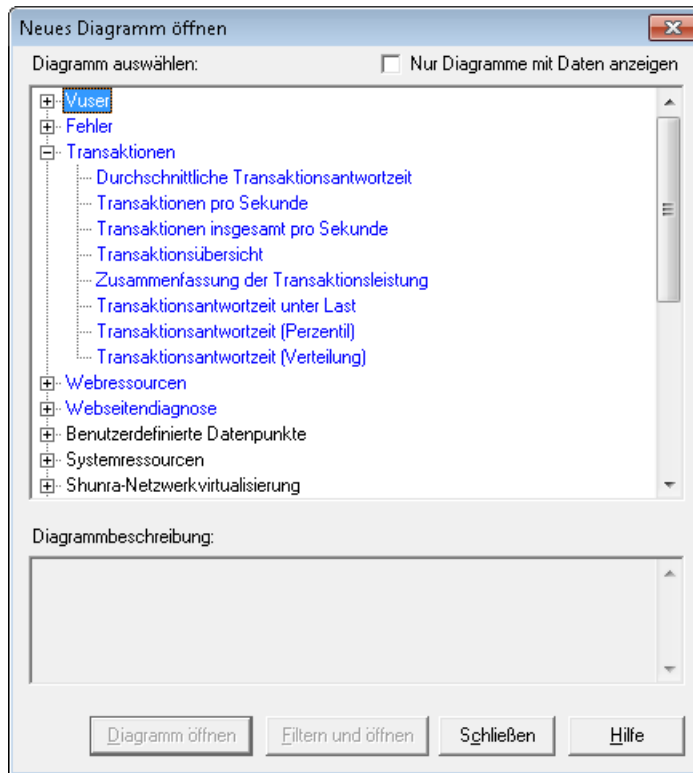 Neues Diagramm öffnen
Diagramm auswählen:
Nur Diagramme mit Daten anzeigen
Vuser
Fehler
Transaktionen
Durchschnittliche Transaktionsantwortzeit
Transaktionen pro Sekunde
Transaktionen insgesamt pro Sekunde
Transaktionsübersicht
Zusammenfassung der Transaktionsleistung
Transaktionsantwortzeit unter Last
Transaktionsantwortzeit (Perzentil)
Transaktionsantwortzeit (Verteilung)
Webressourcen
Webseitendiagnose
Benutzerdefinierte Datenpunkte
Systemressourcen
Shunra-Netzwerkvirtualisierung
Diagrammbeschreibung:
Diagramm öffnen
Filtern und öffnen
Schließen
Hilfe